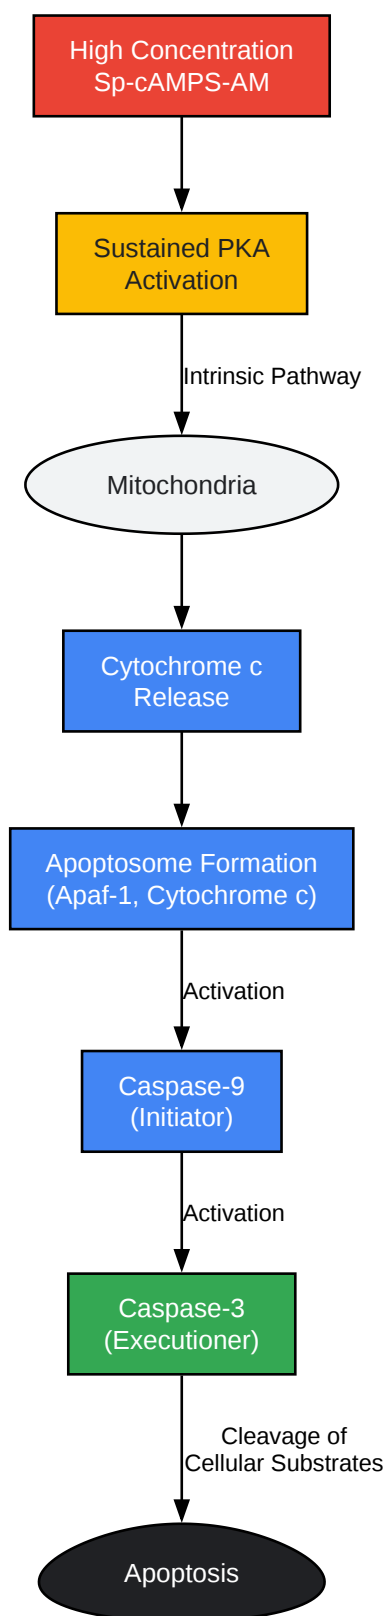 High Concentration
Sp-cAMPS-AM
Sustained PKA
Activation
Intrinsic Pathway
Mitochondria
Cytochrome c
Release
Apoptosome Formation
(Apaf-1, Cytochrome c)
Activation
Caspase-9
(Initiator)
Activation
Caspase-3
(Executioner)
Cleavage of
Cellular Substrates
Apoptosis